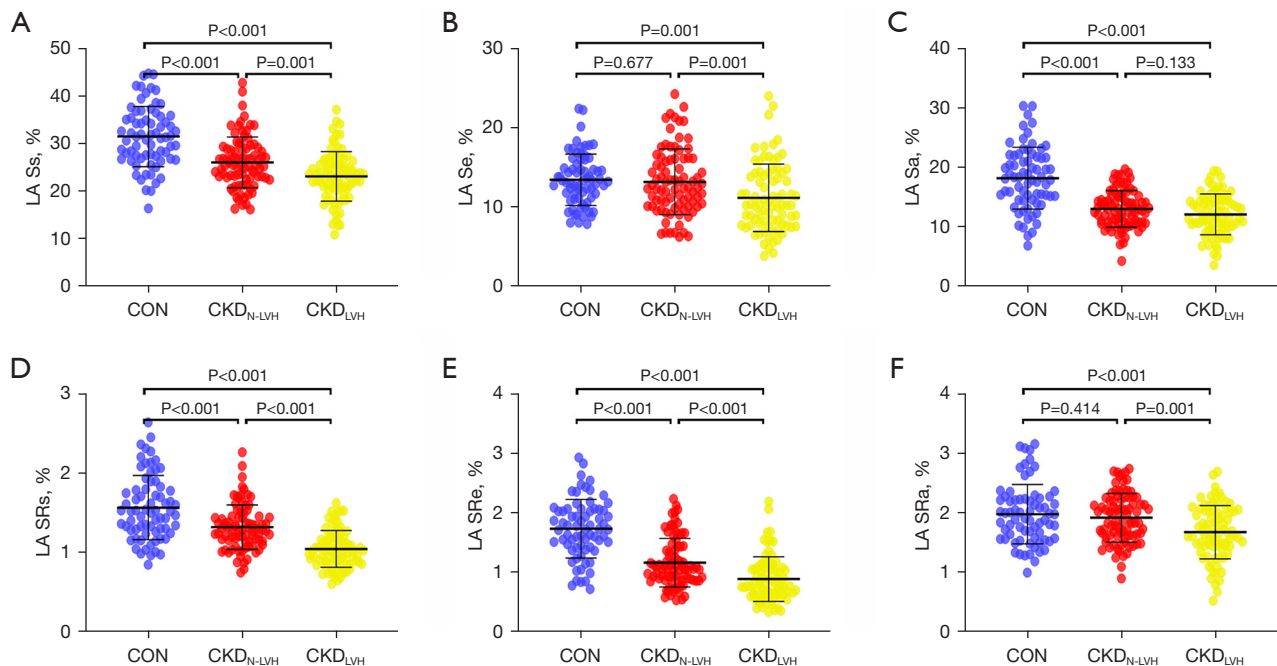 A
P<0.001
P<0.001 P=0.001
LA Ss, %
50
40
30
20
10
0
CON CKDN-LVH CKDLVH
B
P=0.001
P=0.677 P=0.001
LA Se, %
30
20
10
0
CON CKDN-LVH CKDLVH
C
P<0.001
P<0.001 P=0.133
LA Sa, %
40
30
20
10
0
CON CKDN-LVH CKDLVH
D
P<0.001
P<0.001 P<0.001
LA SRs, %
3
2
1
0
CON CKDN-LVH CKDLVH
E
P<0.001
P<0.001 P<0.001
LA SRe, %
4
3
2
1
0
CON CKDN-LVH CKDLVH
F
P<0.001
P=0.414 P=0.001
LA SRa, %
4
3
2
1
0
CON CKDN-LVH CKDLVH